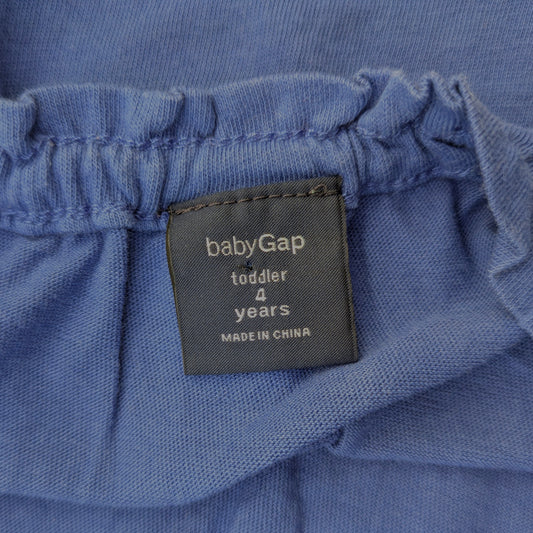 babyGap
toddler
4
years
MADE IN CHINA